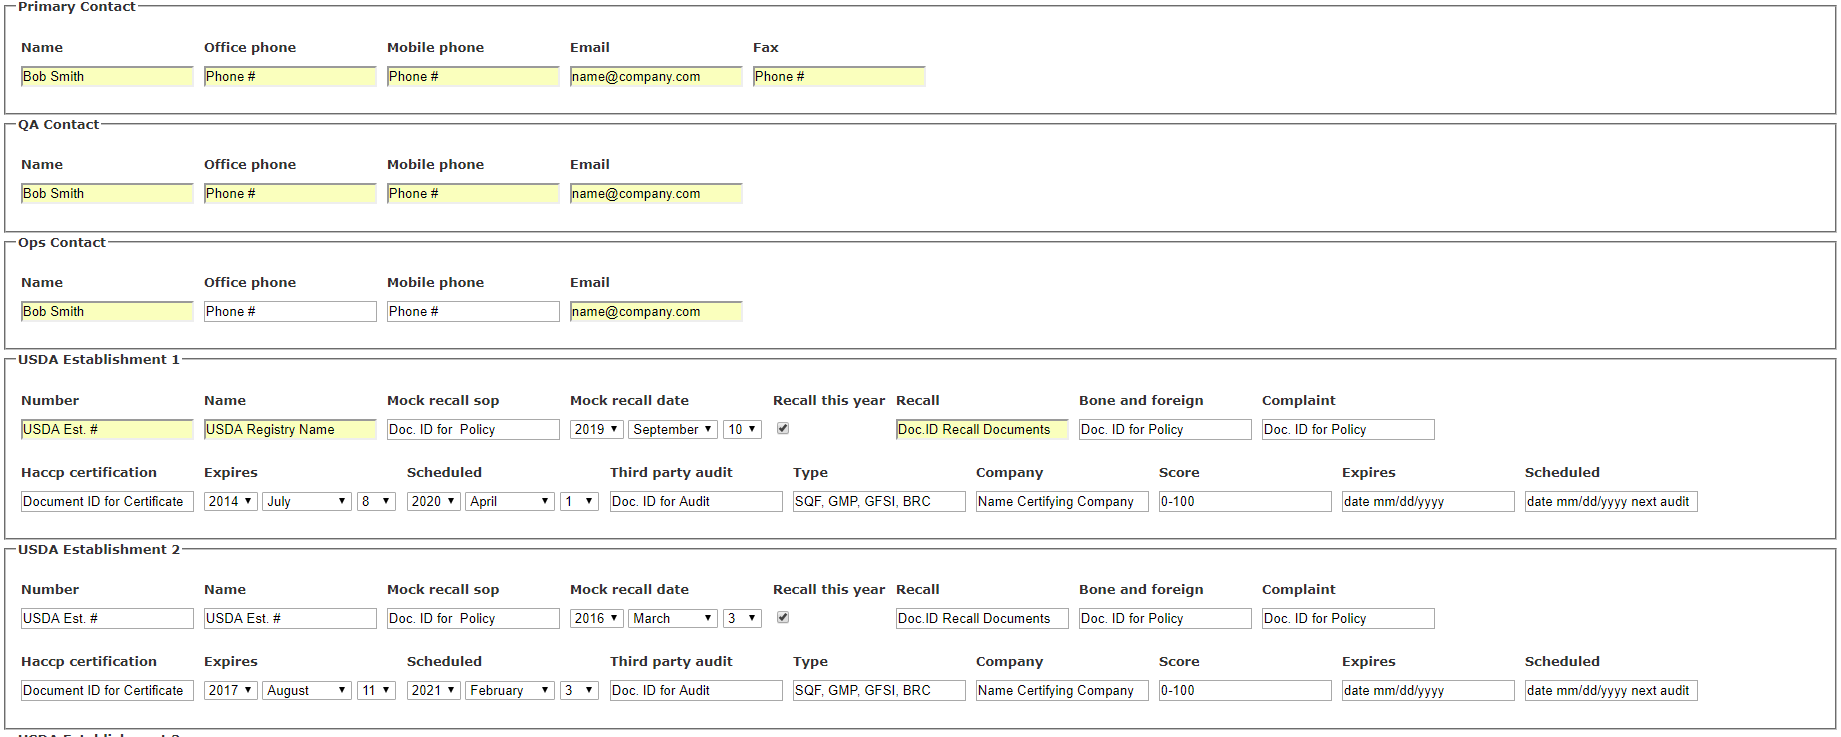 Primary Contact
Name Office phone Mobile phone Email Fax
Bob Smith Phone # Phone # name@company.com Phone #
QA Contact
Name Office phone Mobile phone Email
Bob Smith Phone # Phone # name@company.com
Ops Contact
Name Office phone Mobile phone Email
Bob Smith Phone # Phone # name@company.com
USDA Establishment 1
Number Name Mock recall sop Mock recall date Recall this year Recall Bone and foreign Complaint
USDA Est. # USDA Registry Name Doc. ID for Policy 2019 September 10 Doc.ID Recall Documents Doc. ID for Policy Doc. ID for Policy
Haccp certification Expires Scheduled Third party audit Type Company Score Expires Scheduled
Document ID for Certificate 2014 July 8 2020 April 1 Doc. ID for Audit SQF, GMP, GFSI, BRC Name Certifying Company 0-100 date mm/dd/yyyy date mm/dd/yyyy next audit
USDA Establishment 2
Number Name Mock recall sop Mock recall date Recall this year Recall Bone and foreign Complaint
USDA Est. # USDA Est. # Doc. ID for Policy 2016 March 3 Doc.ID Recall Documents Doc. ID for Policy Doc. ID for Policy
Haccp certification Expires Scheduled Third party audit Type Company Score Expires Scheduled
Document ID for Certificate 2017 August 11 2021 February 3 Doc. ID for Audit SQF, GMP, GFSI, BRC Name Certifying Company 0-100 date mm/dd/yyyy date mm/dd/yyyy next audit